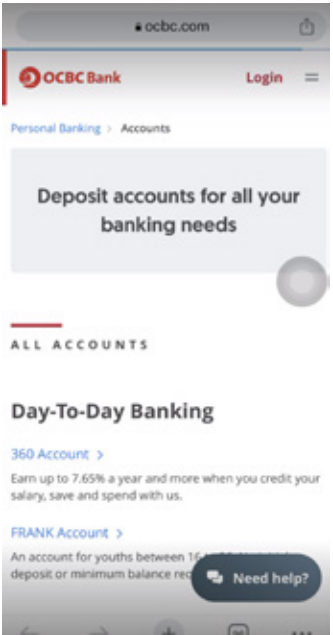 ocbc.com
OCBC Bank
Login
Personal Banking > Accounts
Deposit accounts for all your
banking needs
ALL ACCOUNTS
Day-To-Day Banking
360 Account >
Earn up to 7.65% a year and more when you credit your
salary, save and spend with us.
FRANK Account >
An account for youths between 16
deposit or minimum balance
Need help?